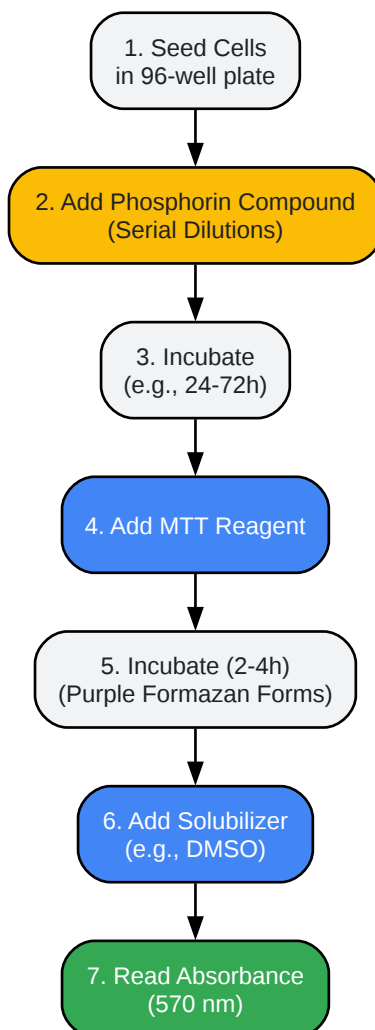 1. Seed Cells
in 96-well plate
2. Add Phosphorin Compound
(Serial Dilutions)
3. Incubate
(e.g., 24-72h)
4. Add MTT Reagent
5. Incubate (2-4h)
(Purple Formazan Forms)
6. Add Solubilizer
(e.g., DMSO)
7. Read Absorbance
(570 nm)